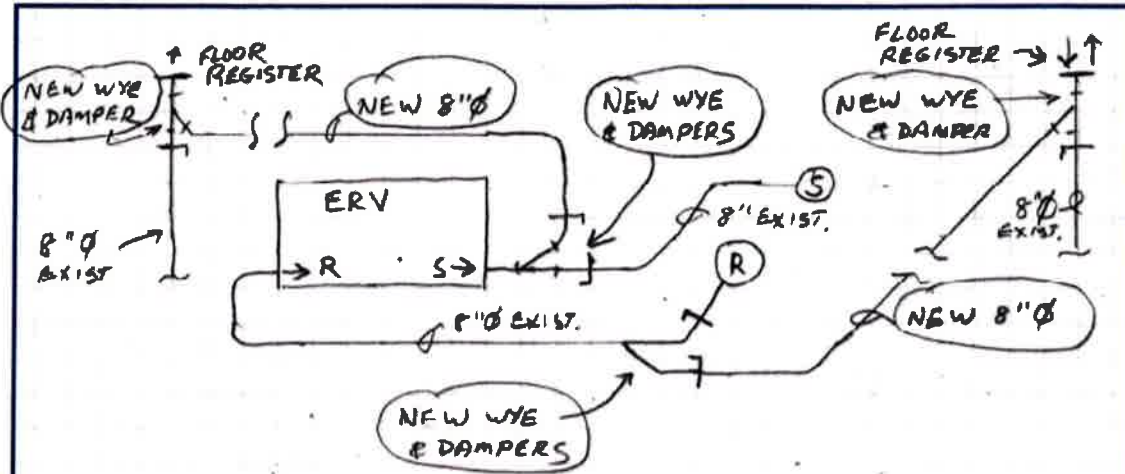 FLOOR
REGISTER
NEW WYE
& DAMPER
NEW 8"Ø
NEW WYE
& DAMPERS
FLOOR
REGISTER
NEW WYE
& DAMPER
8"Ø
EXIST
ERV
R
S
8" EXIST.
S
R
8"Ø EXIST.
8"Ø
EXIST.
NEW 8"Ø
NEW WYE
& DAMPERS